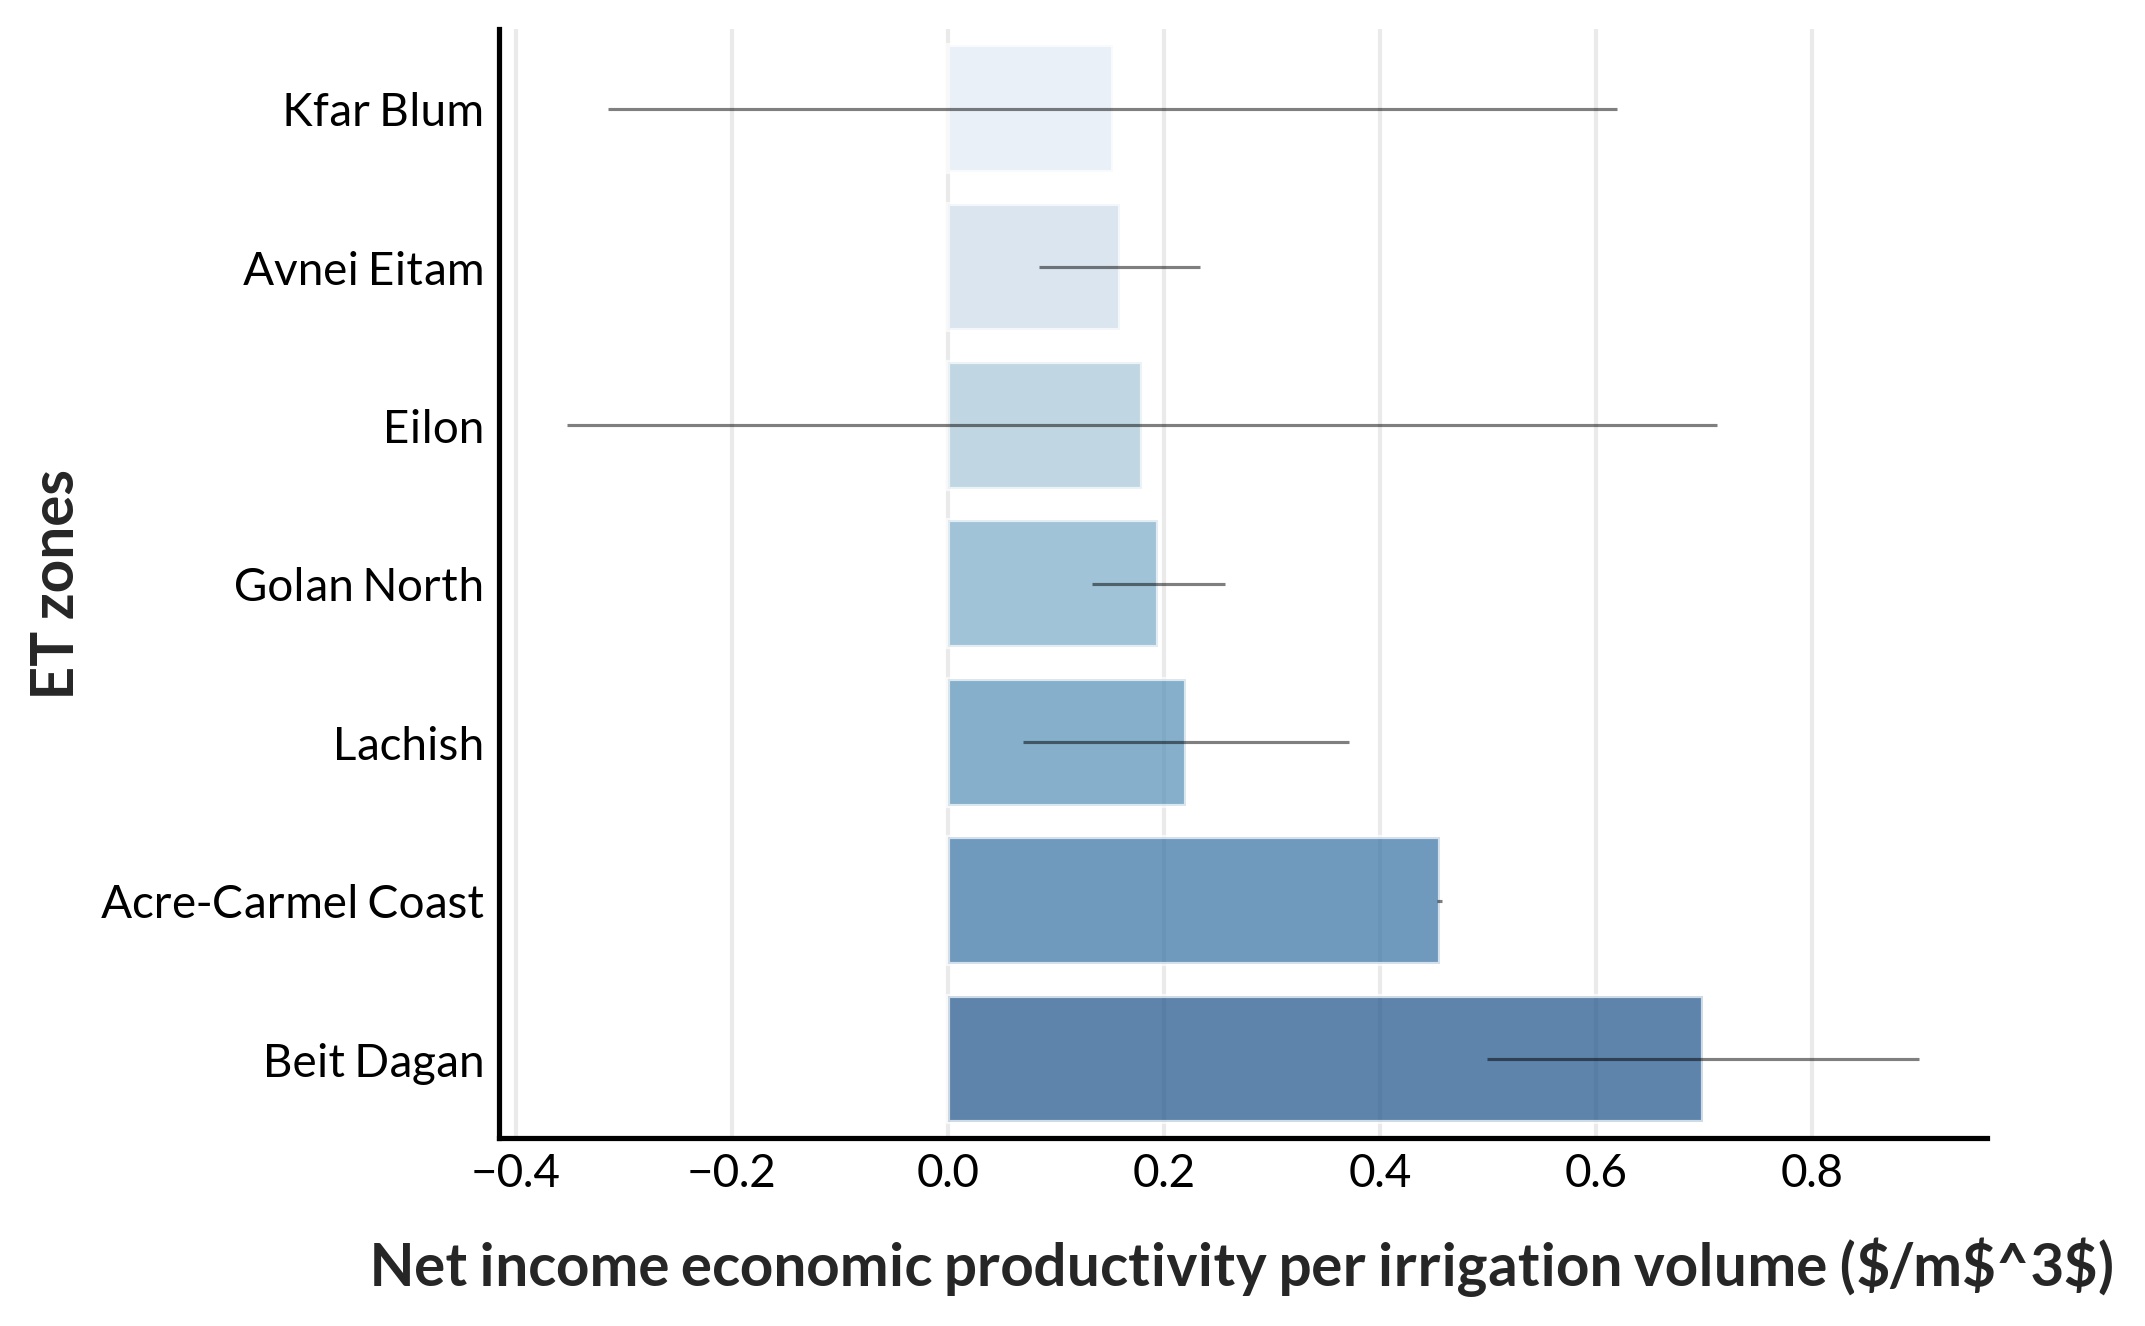 Kfar Blum
Avnei Eitam
Eilon
Golan North
Lachish
Acre-Carmel Coast
Beit Dagan
ET zones
−0.4 −0.2 0.0 0.2 0.4 0.6 0.8
Net income economic productivity per irrigation volume ($/m$^3$)